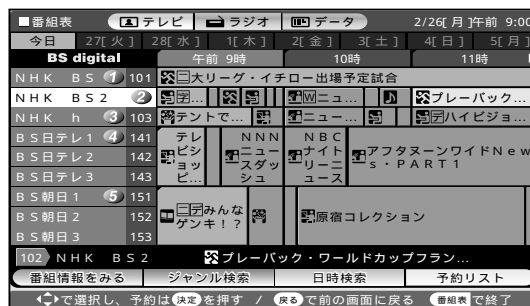 ■番組表 テレビ ラジオ データ 2/26[月]午前 9:00
今日 27[火] 28[水] 1[木] 2[金] 3[土] 4[日] 5[月]
BS digital 午前 9時 10時 11時
NHK BS 1 101 二大リーグ・イチロー出場予定試合
NHK BS2 2 字... Wニュ... プレーバック...
NHK h 3 103 テントで... ニュー... デハイビジョ...
BS日テレ1 4 141 テレビショッピ... NNNニュースダッシュ NBCナイトリーニュース アフタヌーンワイドNews・PART1
BS日テレ2 142
BS日テレ3 143
BS朝日1 5 151 二デみんなゲンキ!? 原宿コレクション
BS朝日2 152
BS朝日3 153
102 NHK BS2 プレーバック・ワールドカップフラン...
番組情報をみる ジャンル検索 日時検索 予約リスト
で選択し、予約は 決定 を押す / 戻る で前の画面に戻る 番組表 で終了